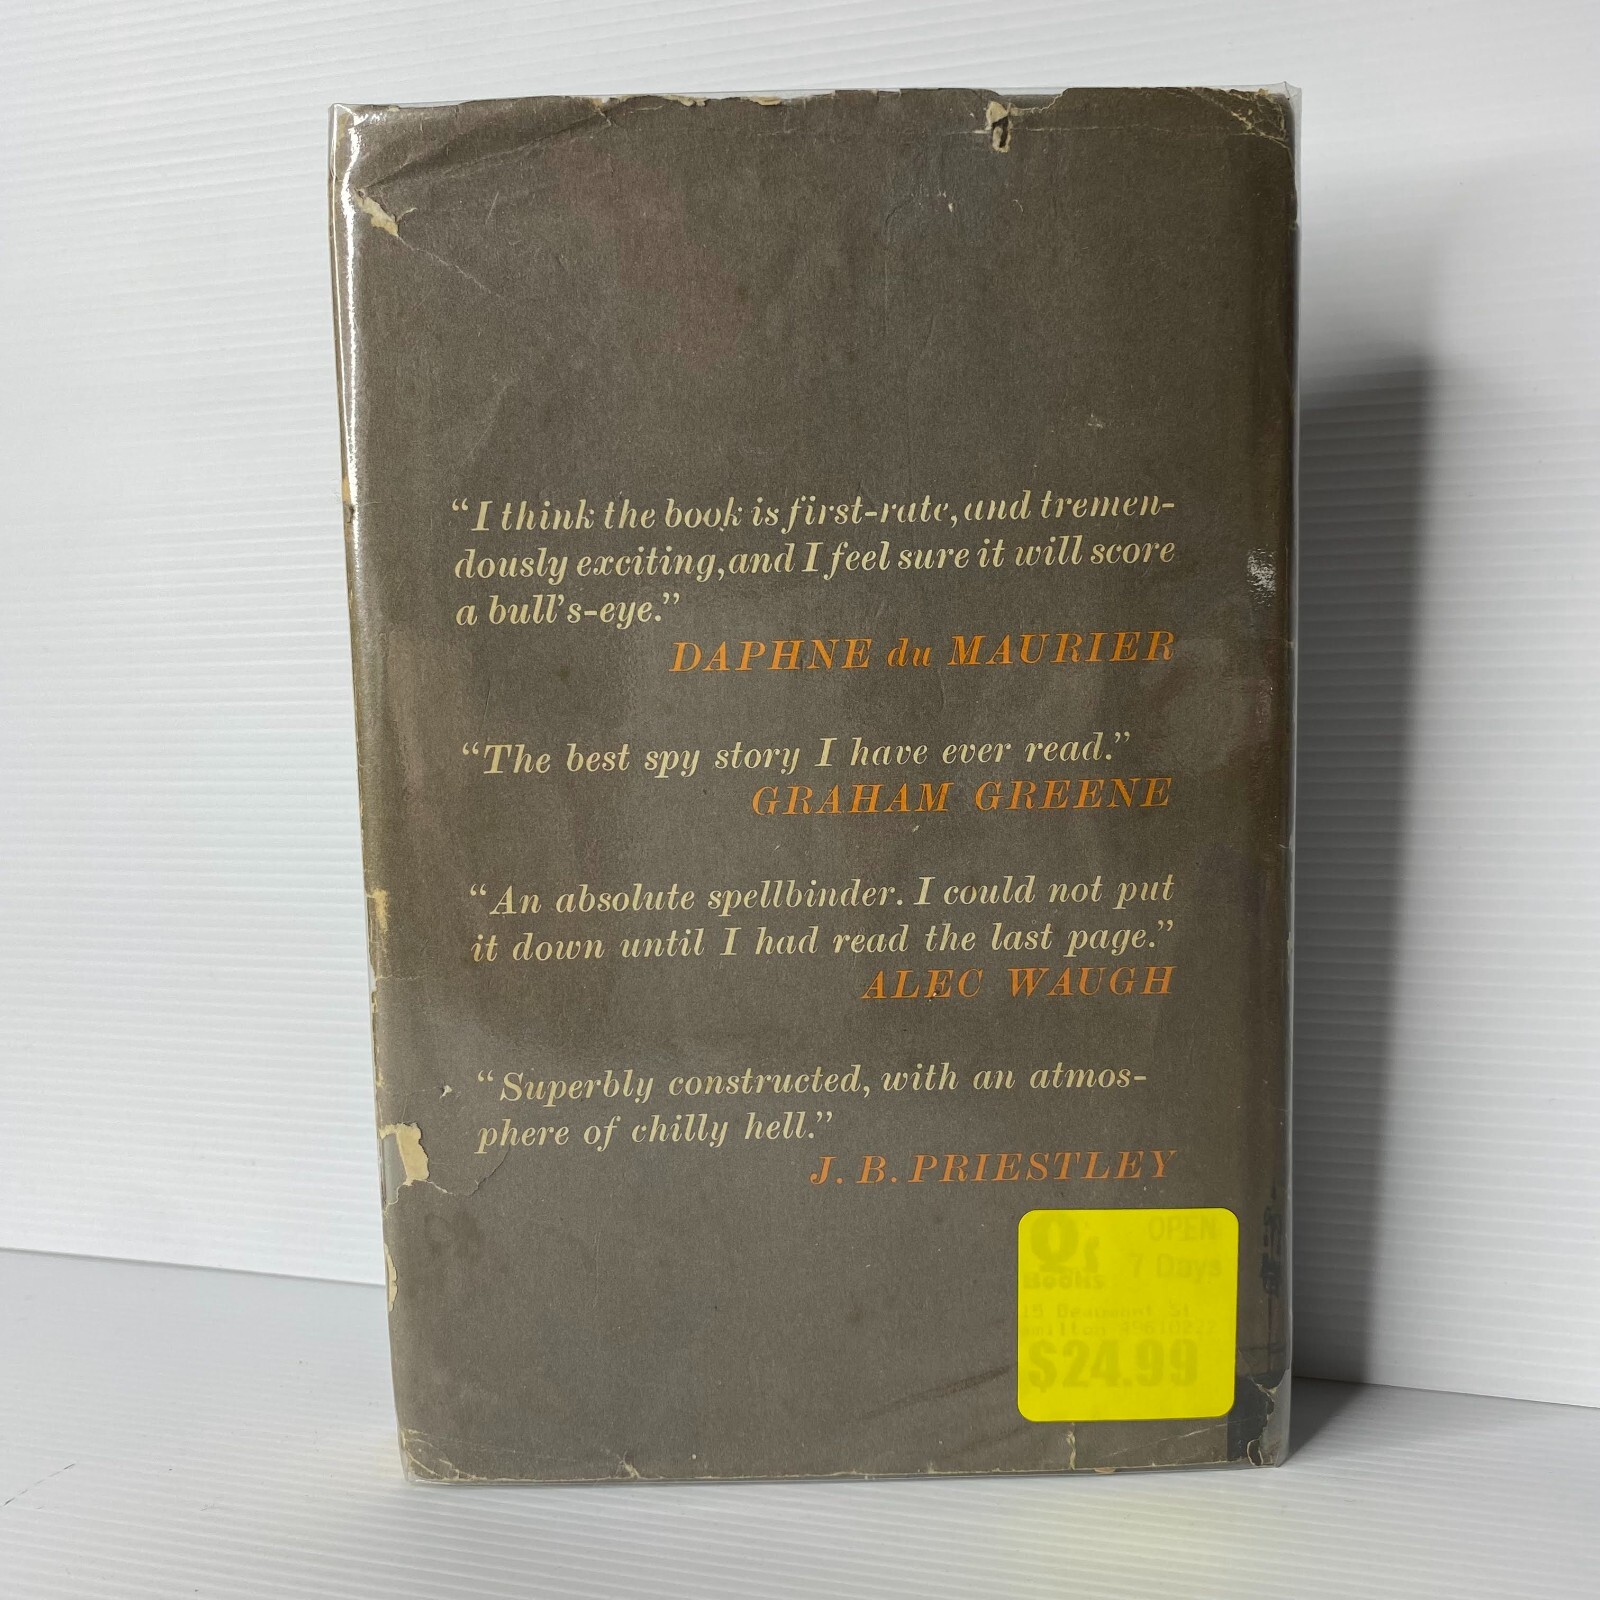 “I think the book is first-rate, and tremen-
dously exciting, and I feel sure it will score
a bull's-eye.”
DAPHNE du MAURIER
“The best spy story I have ever read.”
GRAHAM GREENE
“An absolute spellbinder. I could not put
it down until I had read the last page.”
ALEC WAUGH
“Superbly constructed, with an atmos-
phere of chilly hell.”
J. B. PRIESTLEY
Q's OPEN
Books 7 Days
15 Beaumont St
$24.99